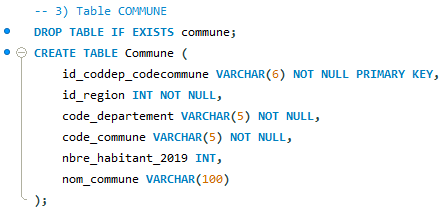 -- 3) Table COMMUNE
DROP TABLE IF EXISTS commune;
CREATE TABLE Commune (
id_coddep_codecommune VARCHAR(6) NOT NULL PRIMARY KEY,
id_region INT NOT NULL,
code_departement VARCHAR(5) NOT NULL,
code_commune VARCHAR(5) NOT NULL,
nbre_habitant_2019 INT,
nom_commune VARCHAR(100)
);